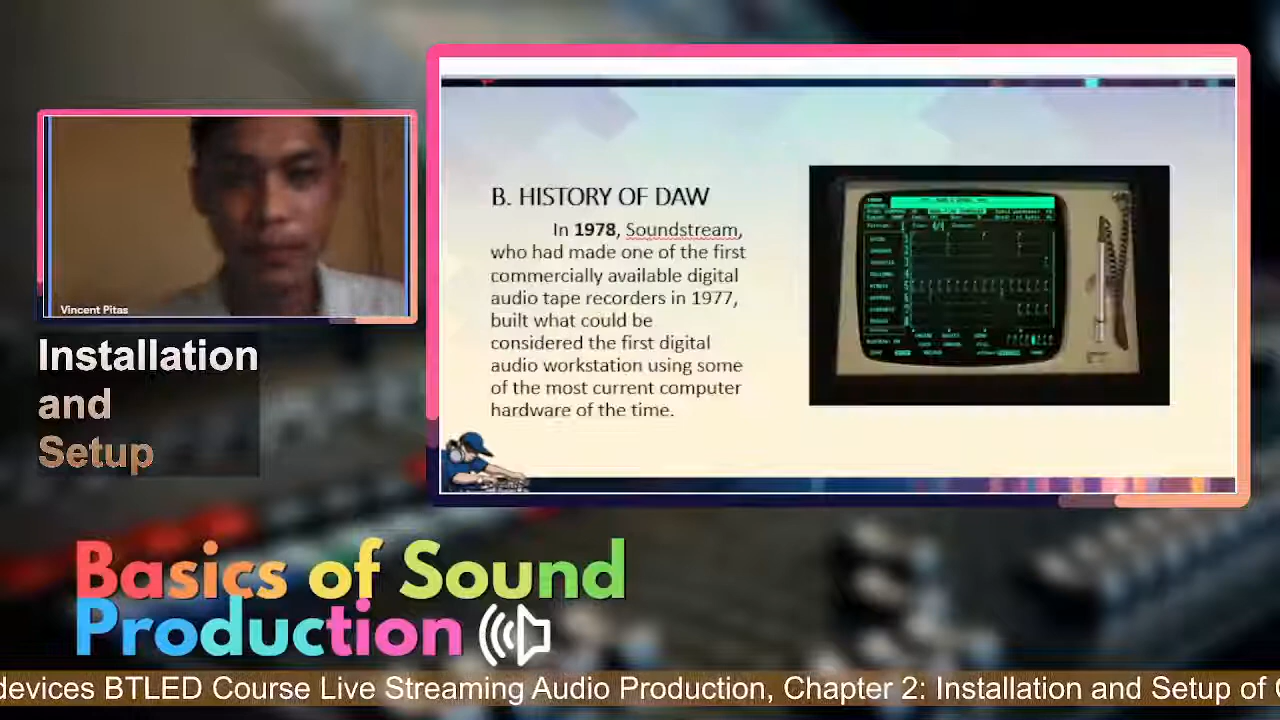 Vincent Pitas
Installation
and
Setup
B. HISTORY OF DAW
In 1978, Soundstream,
who had made one of the first
commercially available digital
audio tape recorders in 1977,
built what could be
considered the first digital
audio workstation using some
of the most current computer
hardware of the time.
Basics of Sound
Production
devices BTLED Course Live Streaming Audio Production, Chapter 2: Installation and Setup of